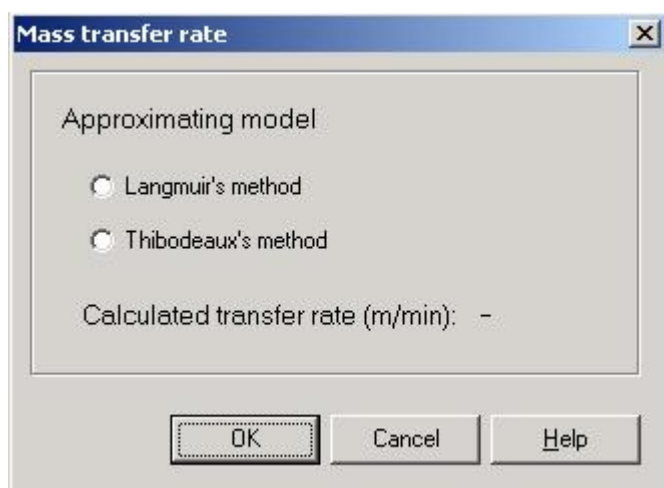 Mass transfer rate
Approximating model
Langmuir's method
Thibodeaux's method
Calculated transfer rate (m/min): -
OK Cancel Help